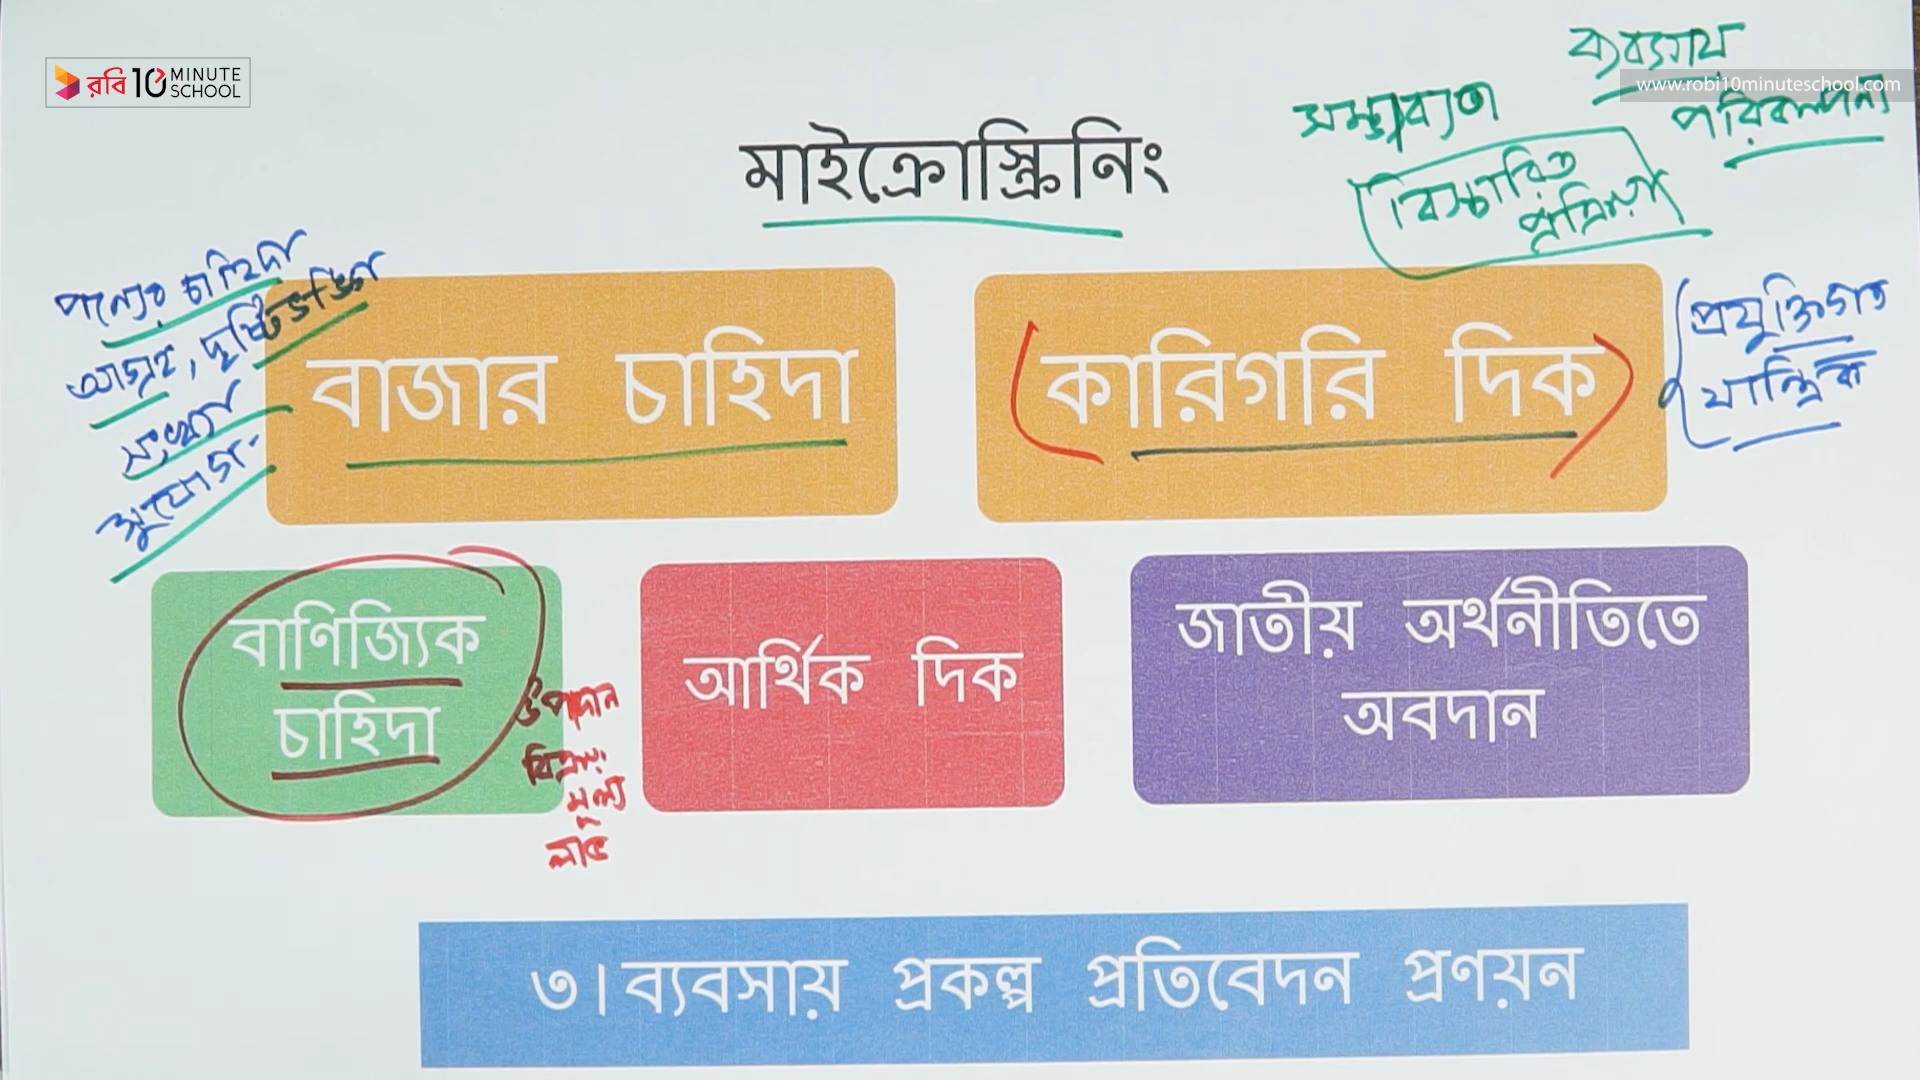 রবি 10 MINUTE SCHOOL
www.robi10minuteschool.com
ব্যবসায়
পরিকল্পনা
সম্ভাব্যতা
বিস্তারিত
প্রক্রিয়া
মাইক্রোস্ক্রিনিং
পন্যের চাহিদা
আগ্রহ, দৃষ্টিভঙ্গি
সংখ্যা
সুযোগ
বাজার চাহিদা
কারিগরি দিক
প্রযুক্তিগত
যান্ত্রিক
বাণিজ্যিক
চাহিদা
উপাদান
বিক্রয়
মূল্য
লাভ
আর্থিক দিক
জাতীয় অর্থনীতিতে
অবদান
৩। ব্যবসায় প্রকল্প প্রতিবেদন প্রণয়ন